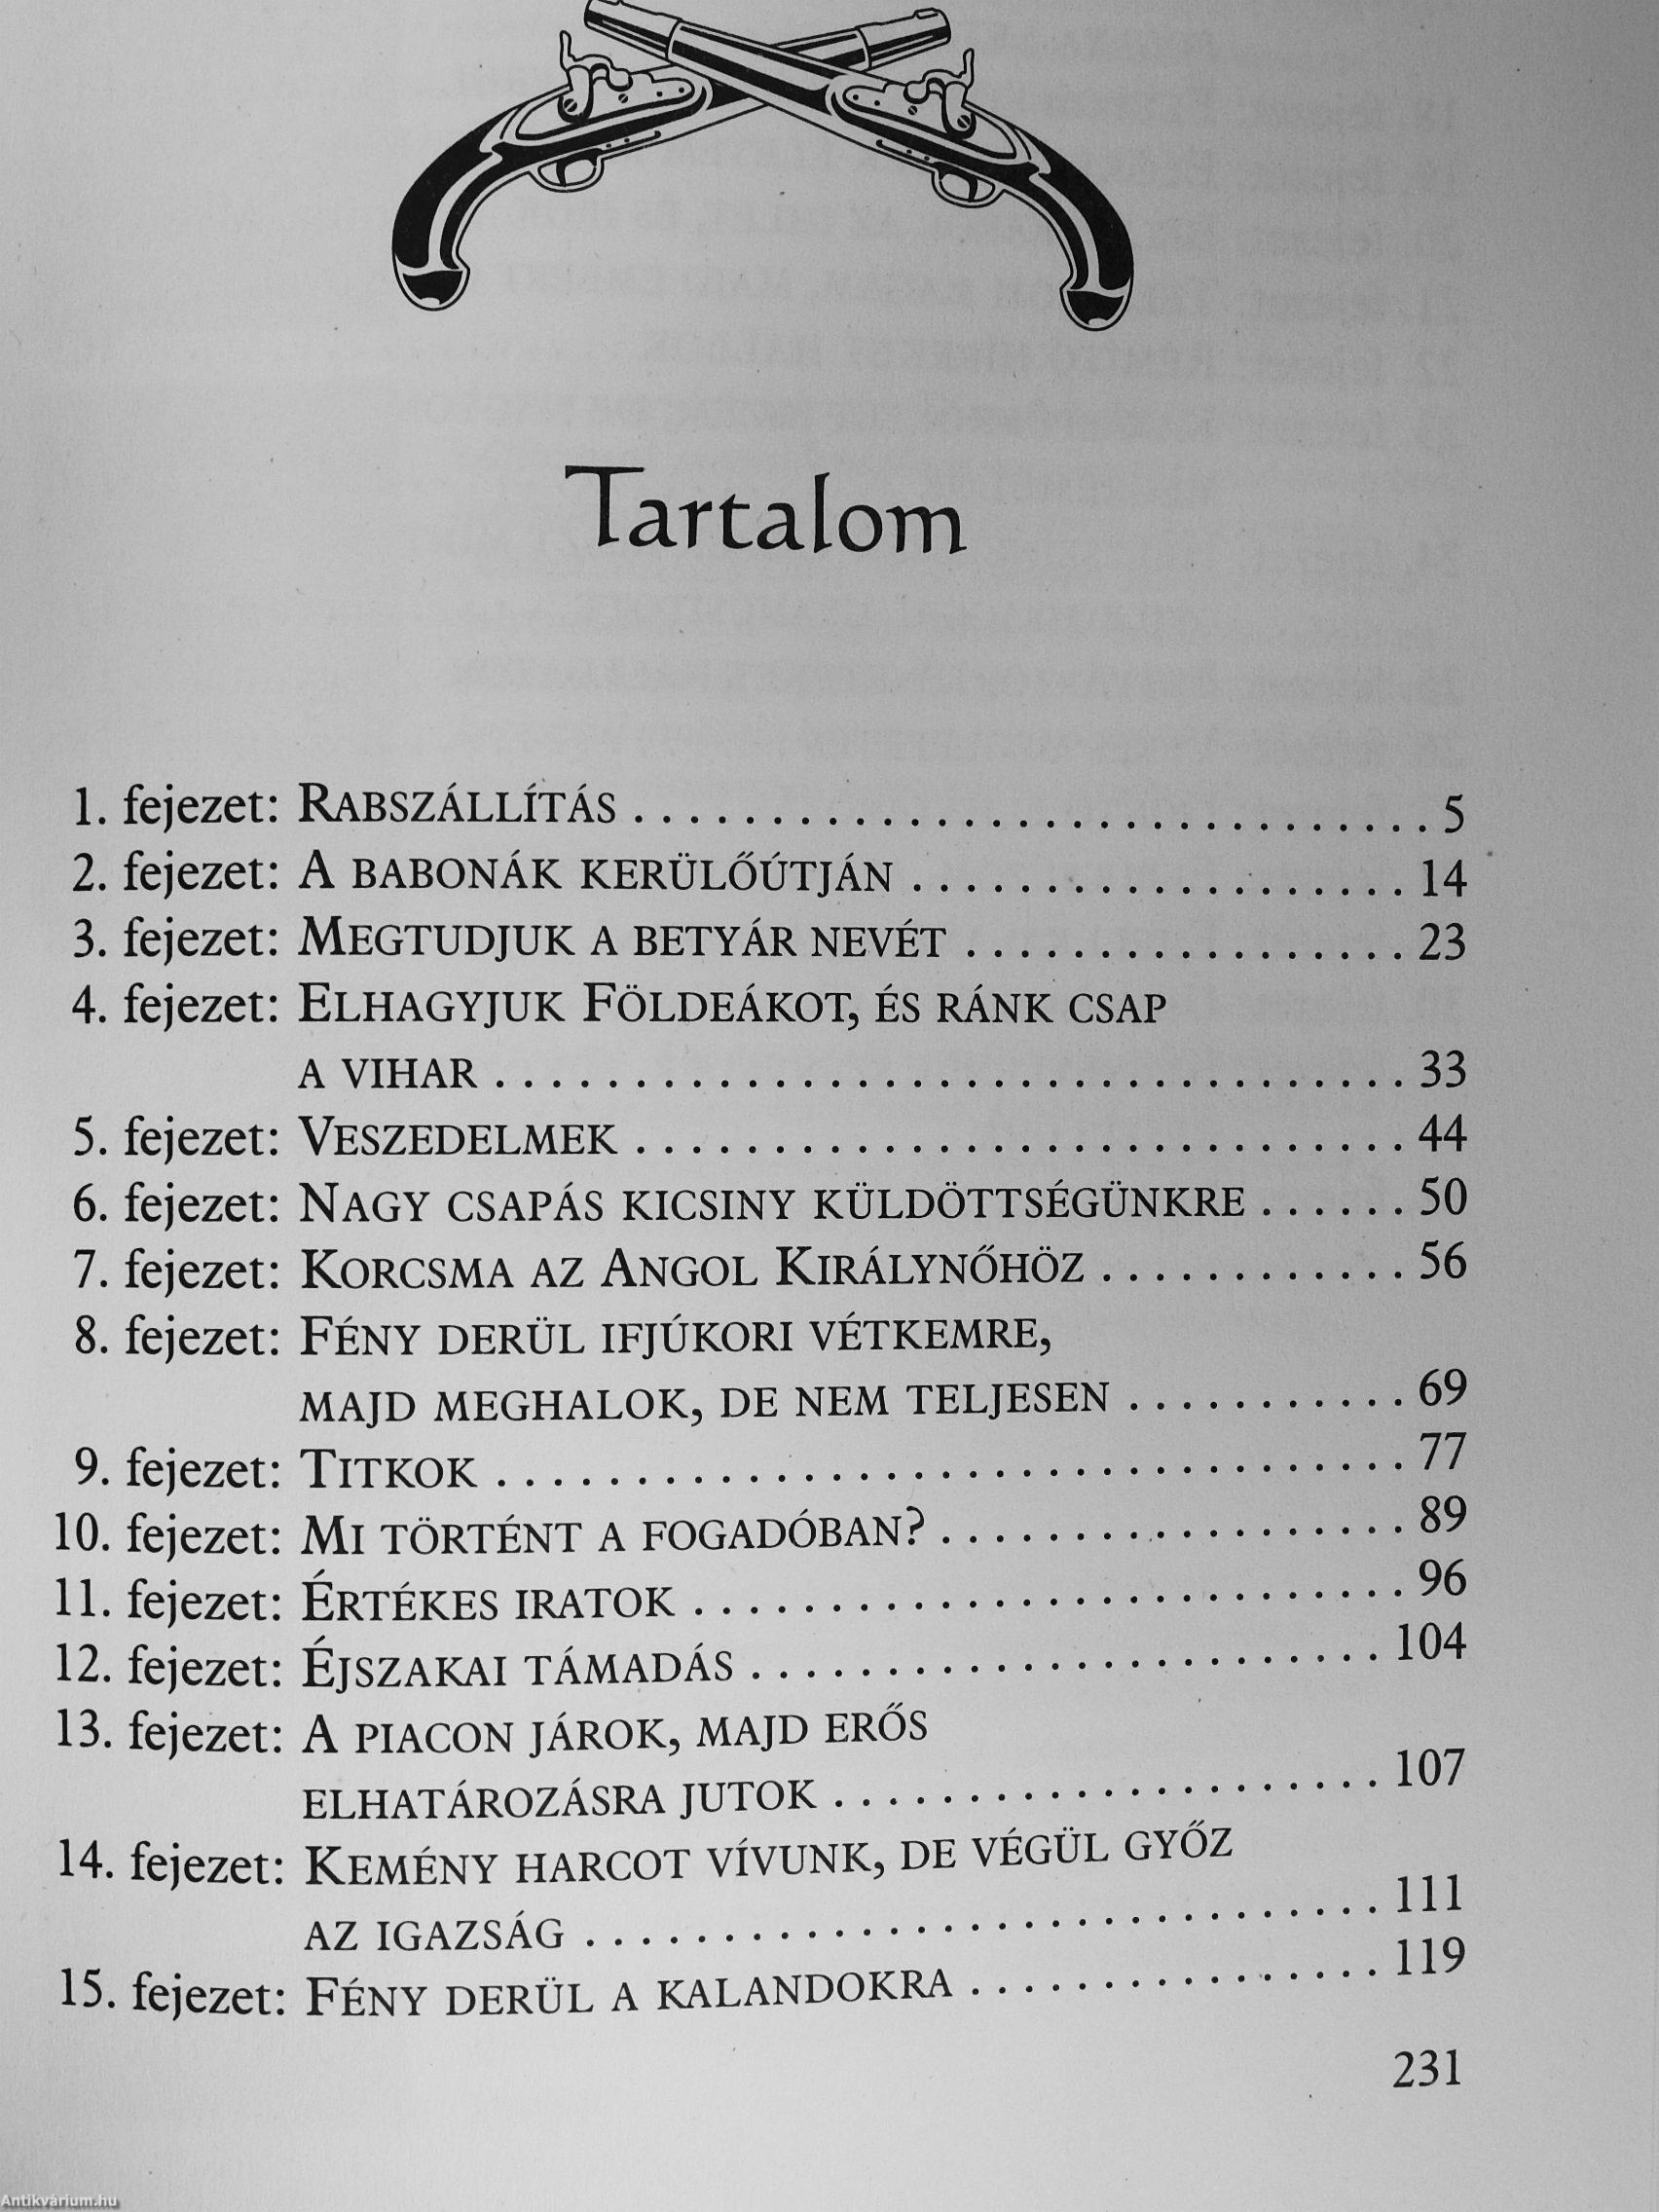 Tartalom
1. fejezet: RABSZÁLLÍTÁS . . . . . . . . . . . . . . . . . . . . . . . . . . . . . 5
2. fejezet: A BABONÁK KERÜLŐÚTJÁN . . . . . . . . . . . . . . . . . . 14
3. fejezet: MEGTUDJUK A BETYÁR NEVÉT . . . . . . . . . . . . . . . . 23
4. fejezet: ELHAGYJUK FÖLDEÁKOT, ÉS RÁNK CSAP
A VIHAR . . . . . . . . . . . . . . . . . . . . . . . . . . . . . . . . . 33
5. fejezet: VESZEDELMEK . . . . . . . . . . . . . . . . . . . . . . . . . . . . 44
6. fejezet: NAGY CSAPÁS KICSINY KÜLDÖTTSÉGÜNKRE . . . . . . 50
7. fejezet: KORCSMA AZ ANGOL KIRÁLYNŐHÖZ . . . . . . . . . . . 56
8. fejezet: FÉNY DERÜL IFJÚKORI VÉTKEMRE,
MAJD MEGHALOK, DE NEM TELJESEN . . . . . . . . . . 69
9. fejezet: TITKOK . . . . . . . . . . . . . . . . . . . . . . . . . . . . . . . . . 77
10. fejezet: MI TÖRTÉNT A FOGADÓBAN? . . . . . . . . . . . . . . . . . 89
11. fejezet: ÉRTÉKES IRATOK . . . . . . . . . . . . . . . . . . . . . . . . . . 96
12. fejezet: ÉJSZAKAI TÁMADÁS . . . . . . . . . . . . . . . . . . . . . . . 104
13. fejezet: A PIACON JÁROK, MAJD ERŐS
ELHATÁROZÁSRA JUTOK . . . . . . . . . . . . . . . . . . . . 107
14. fejezet: KEMÉNY HARCOT VÍVUNK, DE VÉGÜL GYŐZ
AZ IGAZSÁG . . . . . . . . . . . . . . . . . . . . . . . . . . . . . 111
15. fejezet: FÉNY DERÜL A KALANDOKRA . . . . . . . . . . . . . . . 119
231
Antikvárium.hu